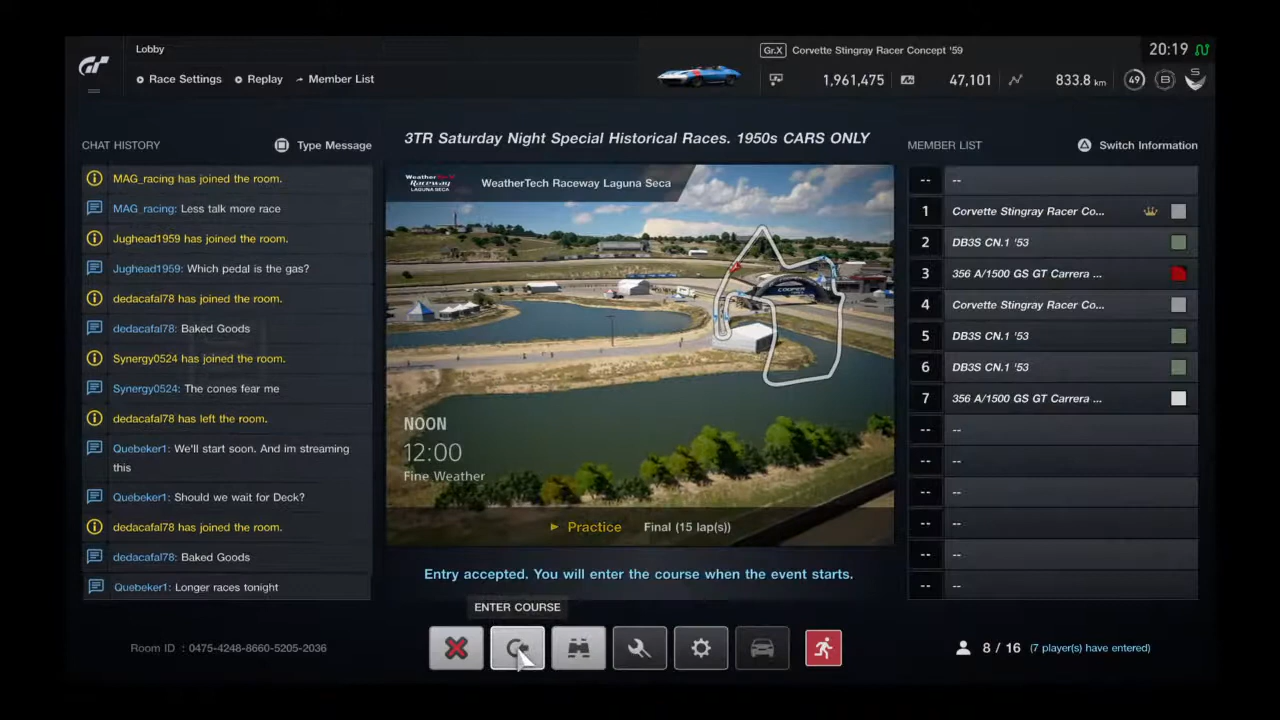 Lobby
Gr.X Corvette Stingray Racer Concept '59
20:19
Race Settings Replay Member List
1,961,475 47,101 833.8 km 49 B S
CHAT HISTORY Type Message
3TR Saturday Night Special Historical Races. 1950s CARS ONLY
MEMBER LIST Switch Information
MAG_racing has joined the room.
MAG_racing: Less talk more race
Jughead1959 has joined the room.
Jughead1959: Which pedal is the gas?
dedacafal78 has joined the room.
dedacafal78: Baked Goods
Synergy0524 has joined the room.
Synergy0524: The cones fear me
dedacafal78 has left the room.
Quebeker1: We'll start soon. And im streaming
this
Quebeker1: Should we wait for Deck?
dedacafal78 has joined the room.
dedacafal78: Baked Goods
Quebeker1: Longer races tonight
WeatherTech
Raceway
LAGUNA SECA
WeatherTech Raceway Laguna Seca
COOPER
NOON
12:00
Fine Weather
Practice Final (15 lap(s))
Entry accepted. You will enter the course when the event starts.
-- --
1 Corvette Stingray Racer Co...
2 DB3S CN.1 '53
3 356 A/1500 GS GT Carrera ...
4 Corvette Stingray Racer Co...
5 DB3S CN.1 '53
6 DB3S CN.1 '53
7 356 A/1500 GS GT Carrera ...
-- --
-- --
-- --
-- --
-- --
-- --
ENTER COURSE
Room ID : 0475-4248-8660-5205-2036
8 / 16 (7 player(s) have entered)